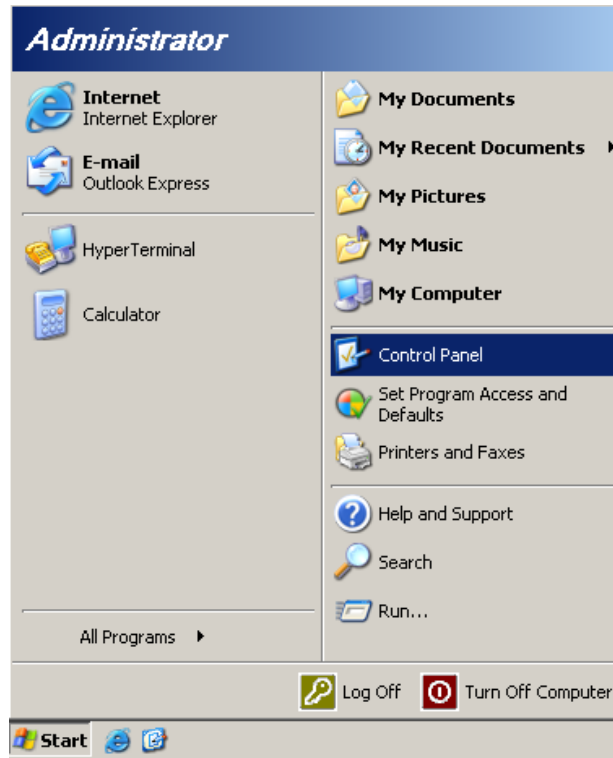 Administrator
Internet
Internet Explorer
E-mail
Outlook Express
HyperTerminal
Calculator
All Programs
My Documents
My Recent Documents
My Pictures
My Music
My Computer
Control Panel
Set Program Access and
Defaults
Printers and Faxes
Help and Support
Search
Run...
Log Off
Turn Off Computer
Start